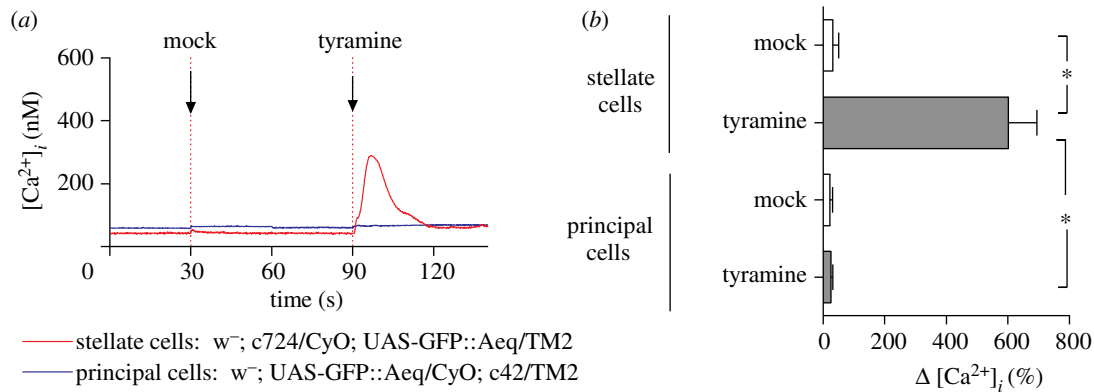 (a)
mock
tyramine
600
400
200
0
[Ca²⁺]ᵢ (nM)
30
60
90
120
time (s)
stellate cells: w⁻; c724/CyO; UAS-GFP::Aeq/TM2
principal cells: w⁻; UAS-GFP::Aeq/CyO; c42/TM2
(b)
stellate
cells
mock
tyramine
*
principal
cells
mock
tyramine
*
0
200
400
600
800
Δ [Ca²⁺]ᵢ (%)